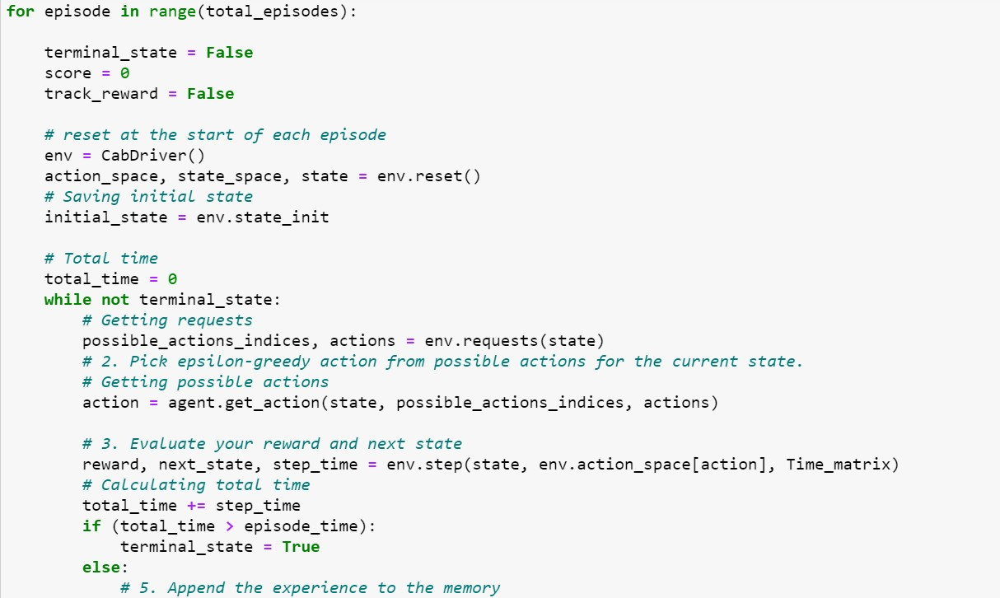 for episode in range(total_episodes):

    terminal_state = False
    score = 0
    track_reward = False

    # reset at the start of each episode
    env = CabDriver()
    action_space, state_space, state = env.reset()
    # Saving initial state
    initial_state = env.state_init

    # Total time
    total_time = 0
    while not terminal_state:
        # Getting requests
        possible_actions_indices, actions = env.requests(state)
        # 2. Pick epsilon-greedy action from possible actions for the current state.
        # Getting possible actions
        action = agent.get_action(state, possible_actions_indices, actions)

        # 3. Evaluate your reward and next state
        reward, next_state, step_time = env.step(state, env.action_space[action], Time_matrix)
        # Calculating total time
        total_time += step_time
        if (total_time > episode_time):
            terminal_state = True
        else:
            # 5. Append the experience to the memory